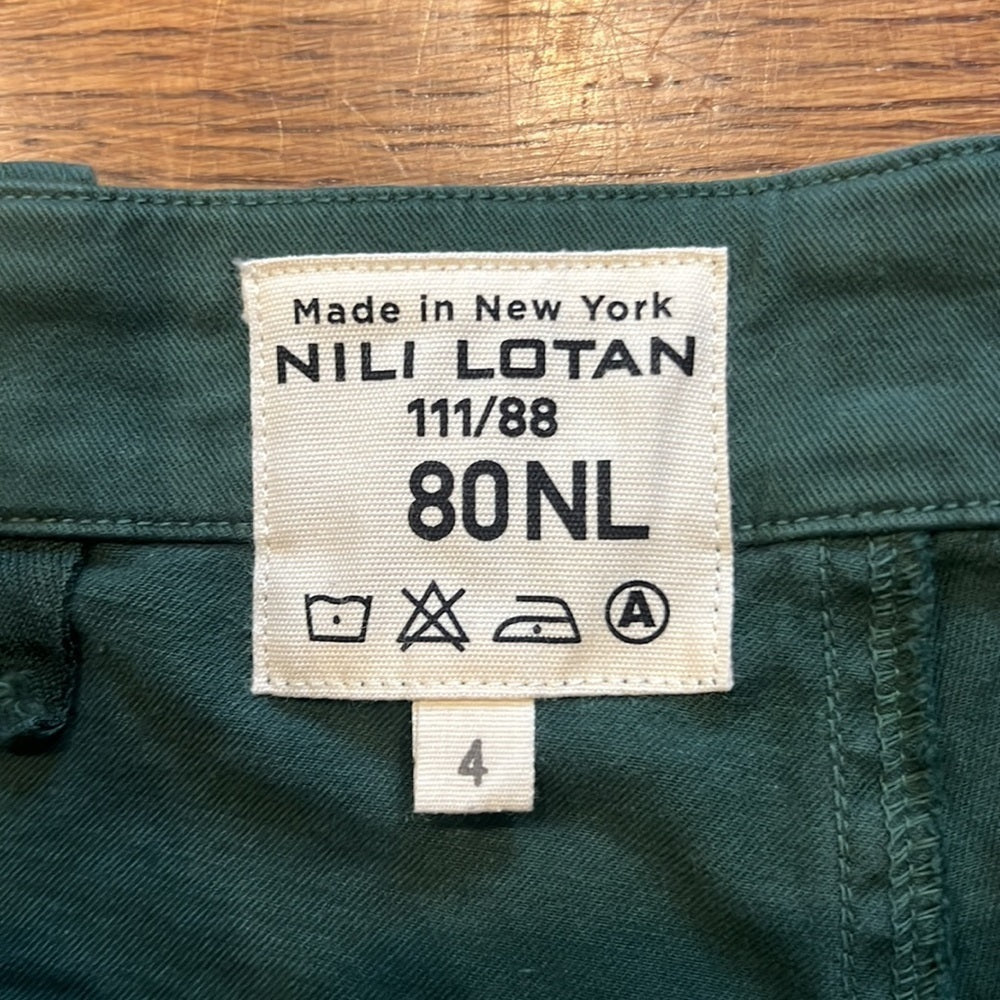 Made in New York
NILI LOTAN
111/88
80NL
A
4